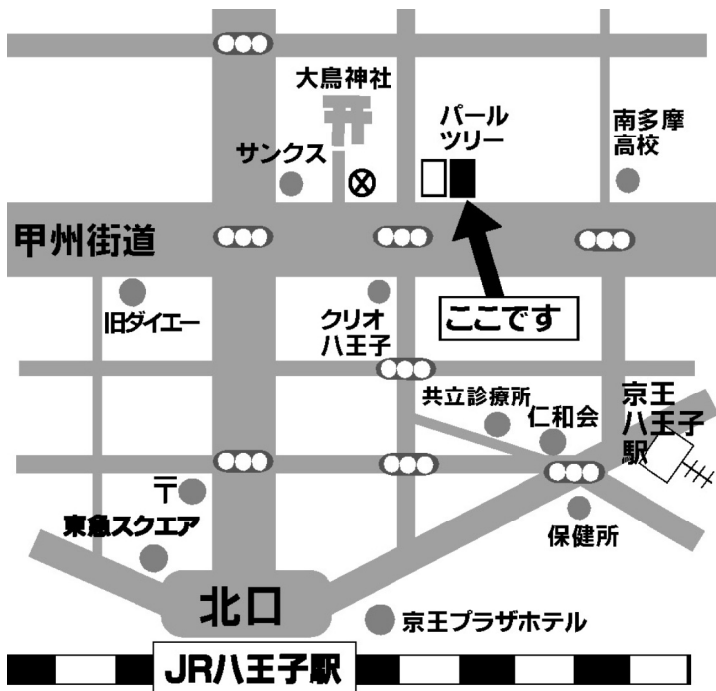 大鳥神社
パール
ツリー
南多摩
高校
サンクス
甲州街道
旧ダイエー
クリオ
八王子
ここです
共立診療所
仁和会
京王
八王子
駅
〒
東急スクエア
保健所
北口
京王プラザホテル
JR八王子駅